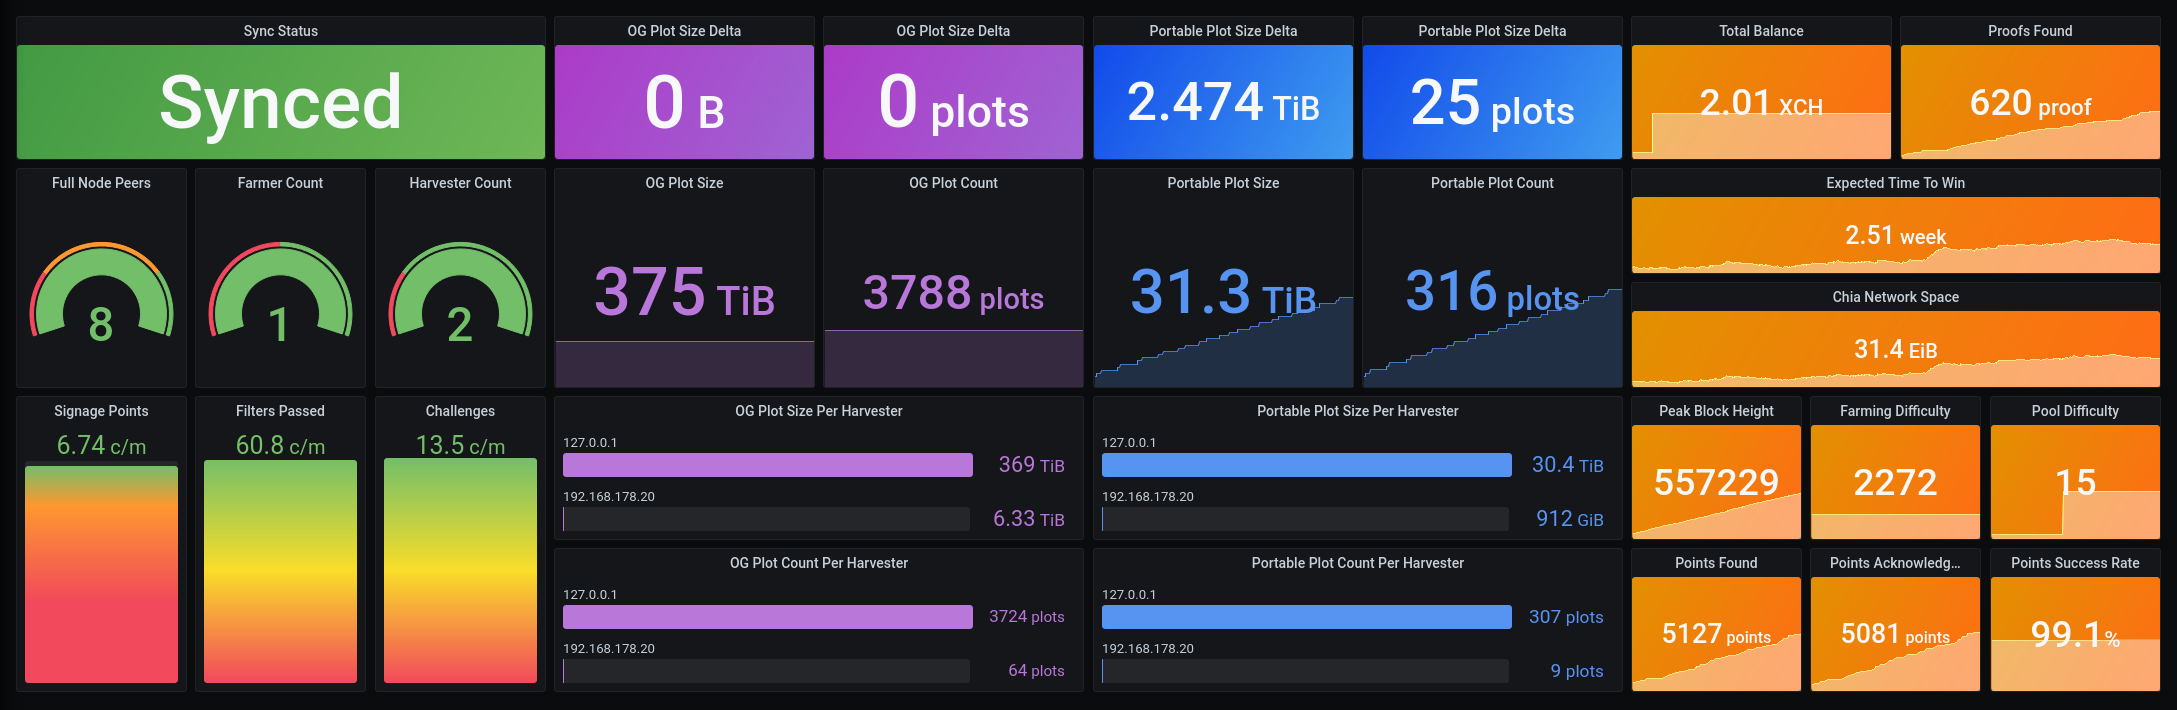 Sync Status
Synced
OG Plot Size Delta
0 B
OG Plot Size Delta
0 plots
Portable Plot Size Delta
2.474 TiB
Portable Plot Size Delta
25 plots
Total Balance
2.01 XCH
Proofs Found
620 proof
Full Node Peers
8
Farmer Count
1
Harvester Count
2
OG Plot Size
375 TiB
OG Plot Count
3788 plots
Portable Plot Size
31.3 TiB
Portable Plot Count
316 plots
Expected Time To Win
2.51 week
Chia Network Space
31.4 EiB
Signage Points
6.74 c/m
Filters Passed
60.8 c/m
Challenges
13.5 c/m
OG Plot Size Per Harvester
127.0.0.1
369 TiB
192.168.178.20
6.33 TiB
Portable Plot Size Per Harvester
127.0.0.1
30.4 TiB
192.168.178.20
912 GiB
Peak Block Height
557229
Farming Difficulty
2272
Pool Difficulty
15
OG Plot Count Per Harvester
127.0.0.1
3724 plots
192.168.178.20
64 plots
Portable Plot Count Per Harvester
127.0.0.1
307 plots
192.168.178.20
9 plots
Points Found
5127 points
Points Acknowledg...
5081 points
Points Success Rate
99.1%